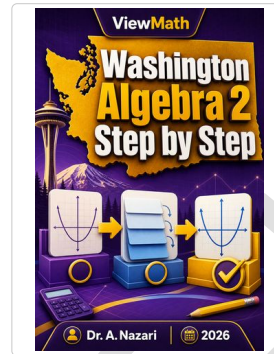 ViewMath
Washington
Algebra 2
Step by Step
Dr. A. Nazari
2026